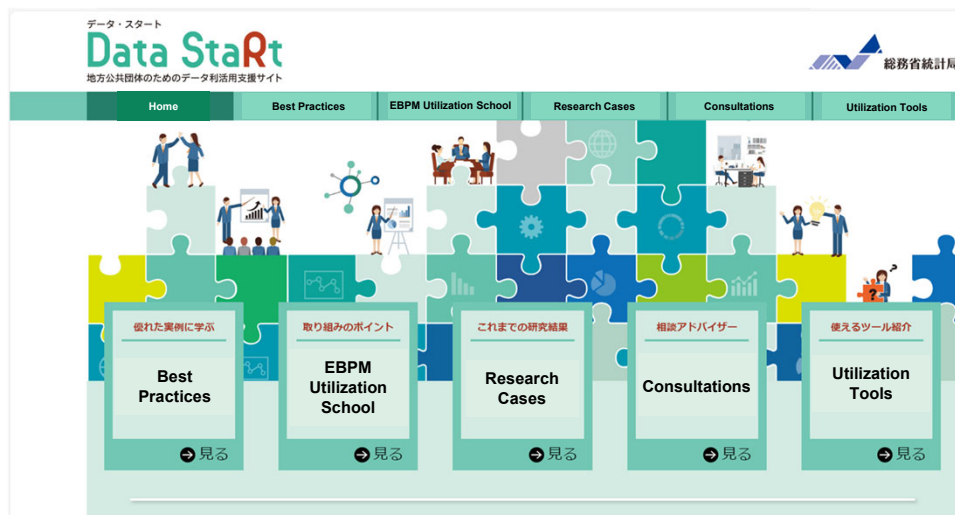 データ・スタート
Data StaRt
地方公共団体のためのデータ利活用支援サイト
総務省統計局
Home
Best Practices
EBPM Utilization School
Research Cases
Consultations
Utilization Tools
優れた実例に学ぶ
Best
Practices
見る
取り組みのポイント
EBPM
Utilization
School
見る
これまでの研究結果
Research
Cases
見る
相談アドバイザー
Consultations
見る
使えるツール紹介
Utilization
Tools
見る
?
?